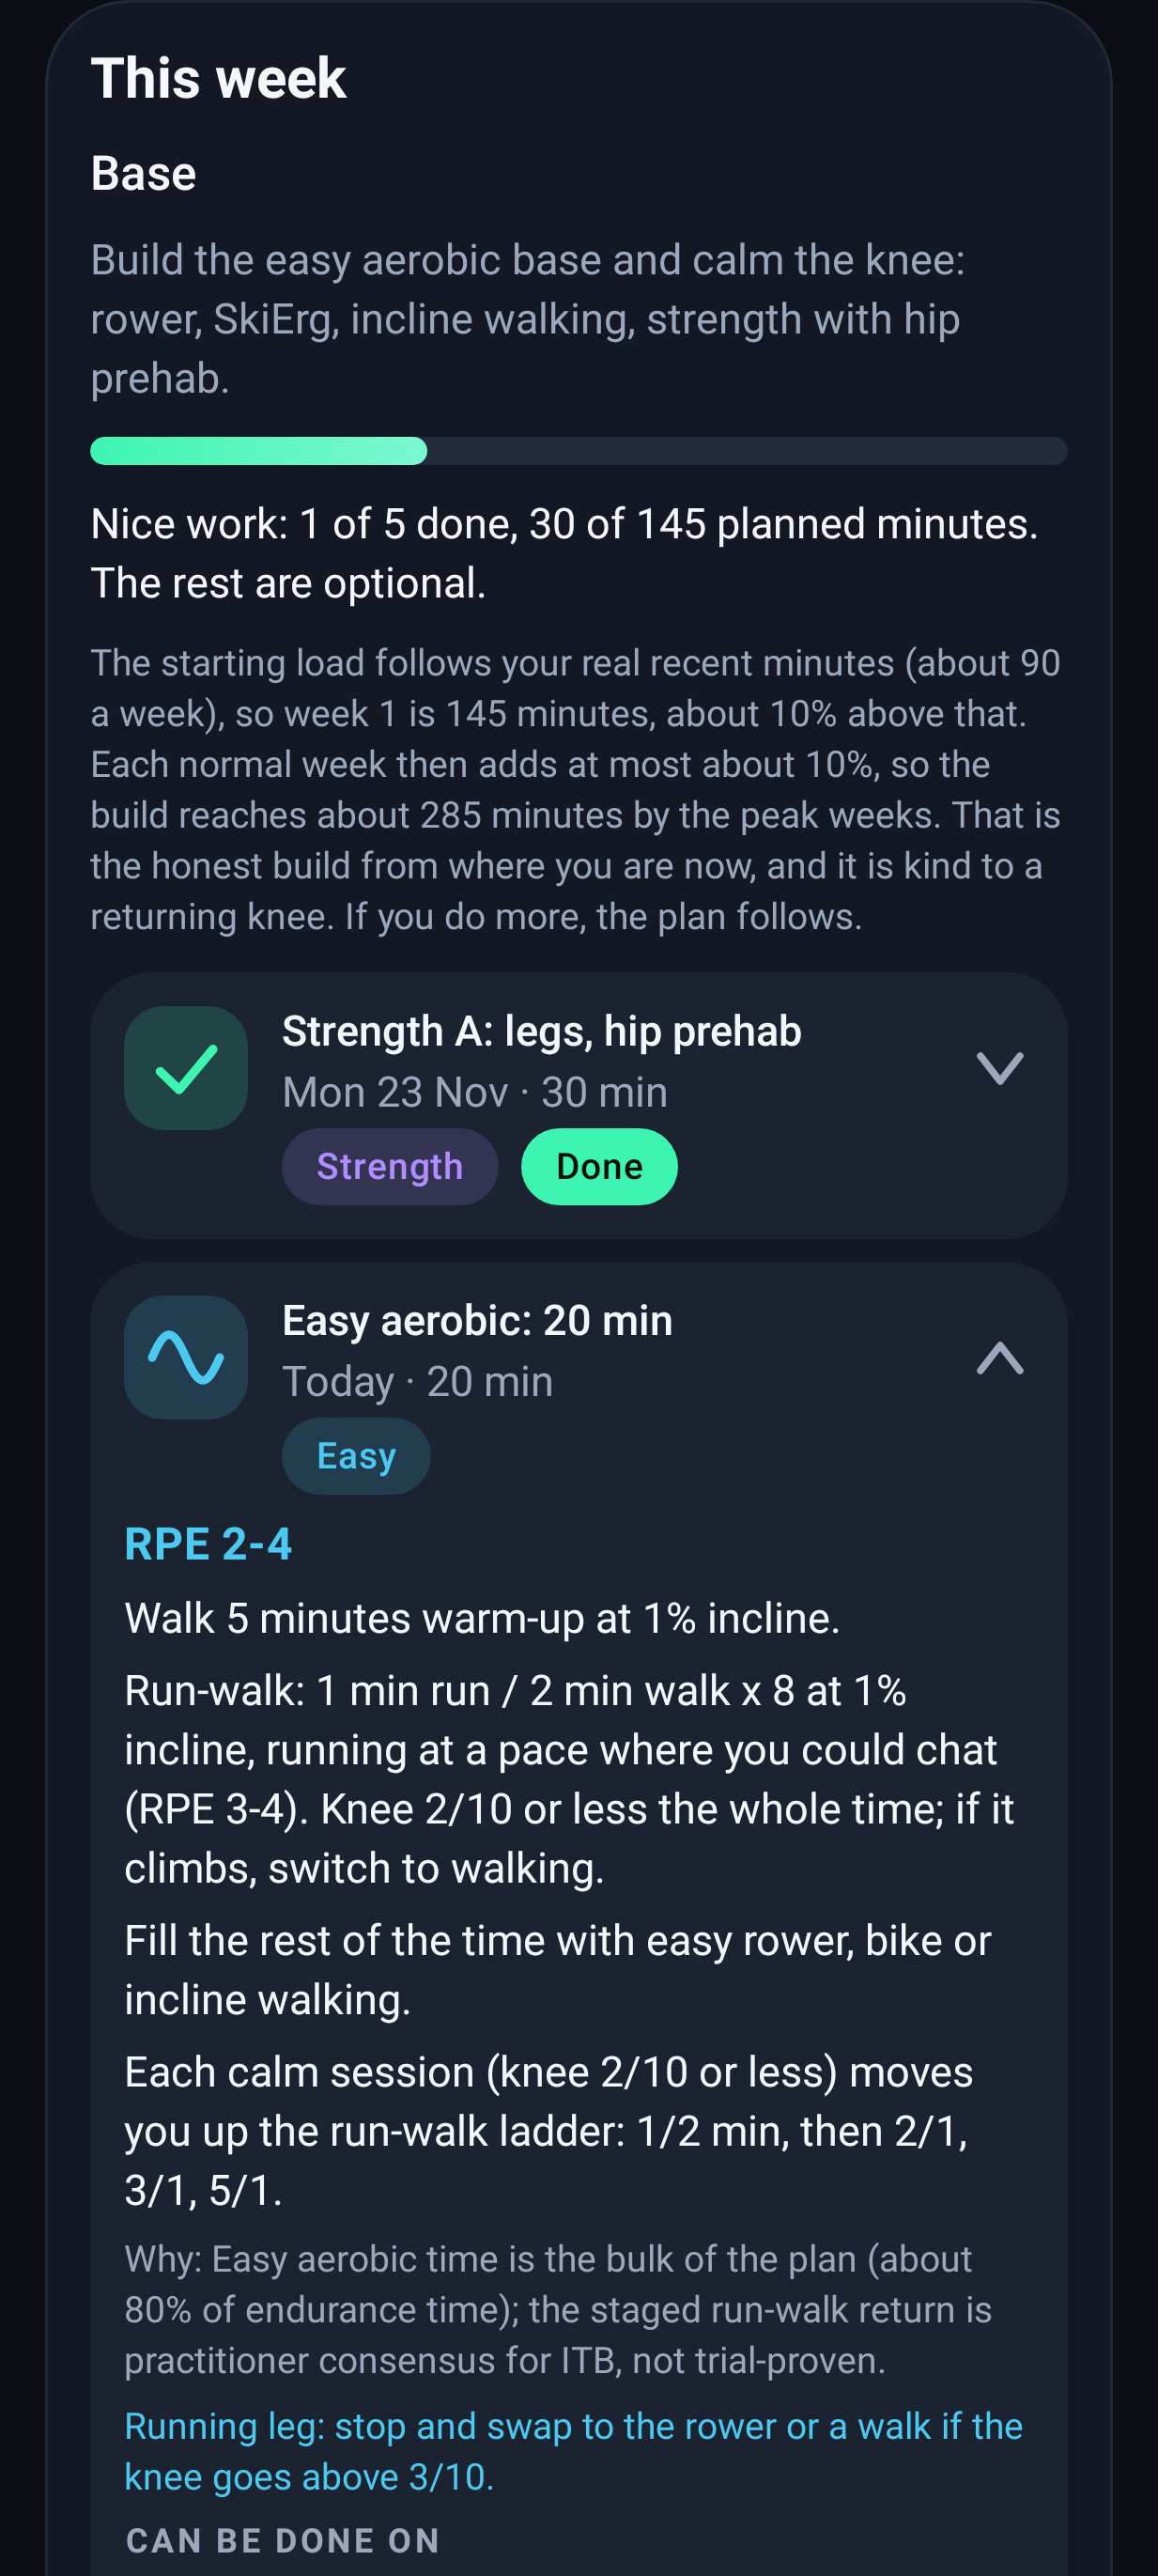 This week
Base
Build the easy aerobic base and calm the knee:
rower, SkiErg, incline walking, strength with hip
prehab.
Nice work: 1 of 5 done, 30 of 145 planned minutes.
The rest are optional.
The starting load follows your real recent minutes (about 90
a week), so week 1 is 145 minutes, about 10% above that.
Each normal week then adds at most about 10%, so the
build reaches about 285 minutes by the peak weeks. That is
the honest build from where you are now, and it is kind to a
returning knee. If you do more, the plan follows.
Strength A: legs, hip prehab
Mon 23 Nov · 30 min
Strength Done
Easy aerobic: 20 min
Today · 20 min
Easy
RPE 2-4
Walk 5 minutes warm-up at 1% incline.
Run-walk: 1 min run / 2 min walk x 8 at 1%
incline, running at a pace where you could chat
(RPE 3-4). Knee 2/10 or less the whole time; if it
climbs, switch to walking.
Fill the rest of the time with easy rower, bike or
incline walking.
Each calm session (knee 2/10 or less) moves
you up the run-walk ladder: 1/2 min, then 2/1,
3/1, 5/1.
Why: Easy aerobic time is the bulk of the plan (about
80% of endurance time); the staged run-walk return is
practitioner consensus for ITB, not trial-proven.
Running leg: stop and swap to the rower or a walk if the
knee goes above 3/10.
CAN BE DONE ON